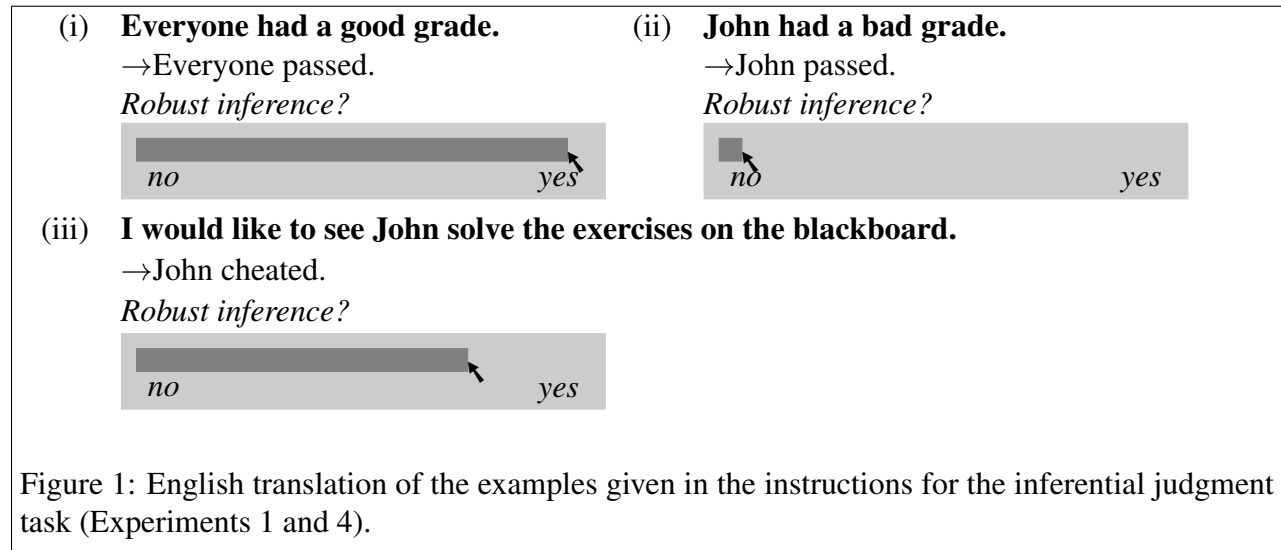 (i) Everyone had a good grade.
→Everyone passed.
Robust inference?
no yes
(ii) John had a bad grade.
→John passed.
Robust inference?
no yes
(iii) I would like to see John solve the exercises on the blackboard.
→John cheated.
Robust inference?
no yes
Figure 1: English translation of the examples given in the instructions for the inferential judgment
task (Experiments 1 and 4).